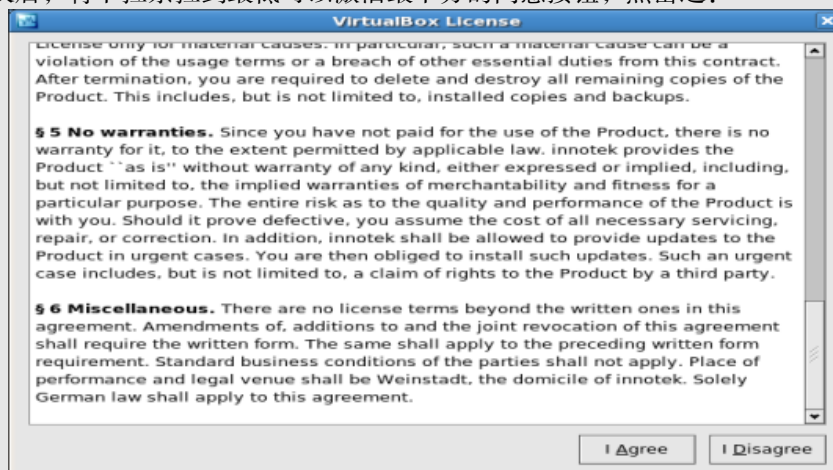 VirtualBox License
violation of the usage terms or a breach of other essential duties from this contract.
After termination, you are required to delete and destroy all remaining copies of the
Product. This includes, but is not limited to, installed copies and backups.
§ 5 No warranties. Since you have not paid for the use of the Product, there is no
warranty for it, to the extent permitted by applicable law. innotek provides the
Product ``as is'' without warranty of any kind, either expressed or implied, including,
but not limited to, the implied warranties of merchantability and fitness for a
particular purpose. The entire risk as to the quality and performance of the Product is
with you. Should it prove defective, you assume the cost of all necessary servicing,
repair, or correction. In addition, innotek shall be allowed to provide updates to the
Product in urgent cases. You are then obliged to install such updates. Such an urgent
case includes, but is not limited to, a claim of rights to the Product by a third party.
§ 6 Miscellaneous. There are no license terms beyond the written ones in this
agreement. Amendments of, additions to and the joint revocation of this agreement
shall require the written form. The same shall apply to the preceding written form
requirement. Standard business conditions of the parties shall not apply. Place of
performance and legal venue shall be Weinstadt, the domicile of innotek. Solely
German law shall apply to this agreement.
I Agree
I Disagree